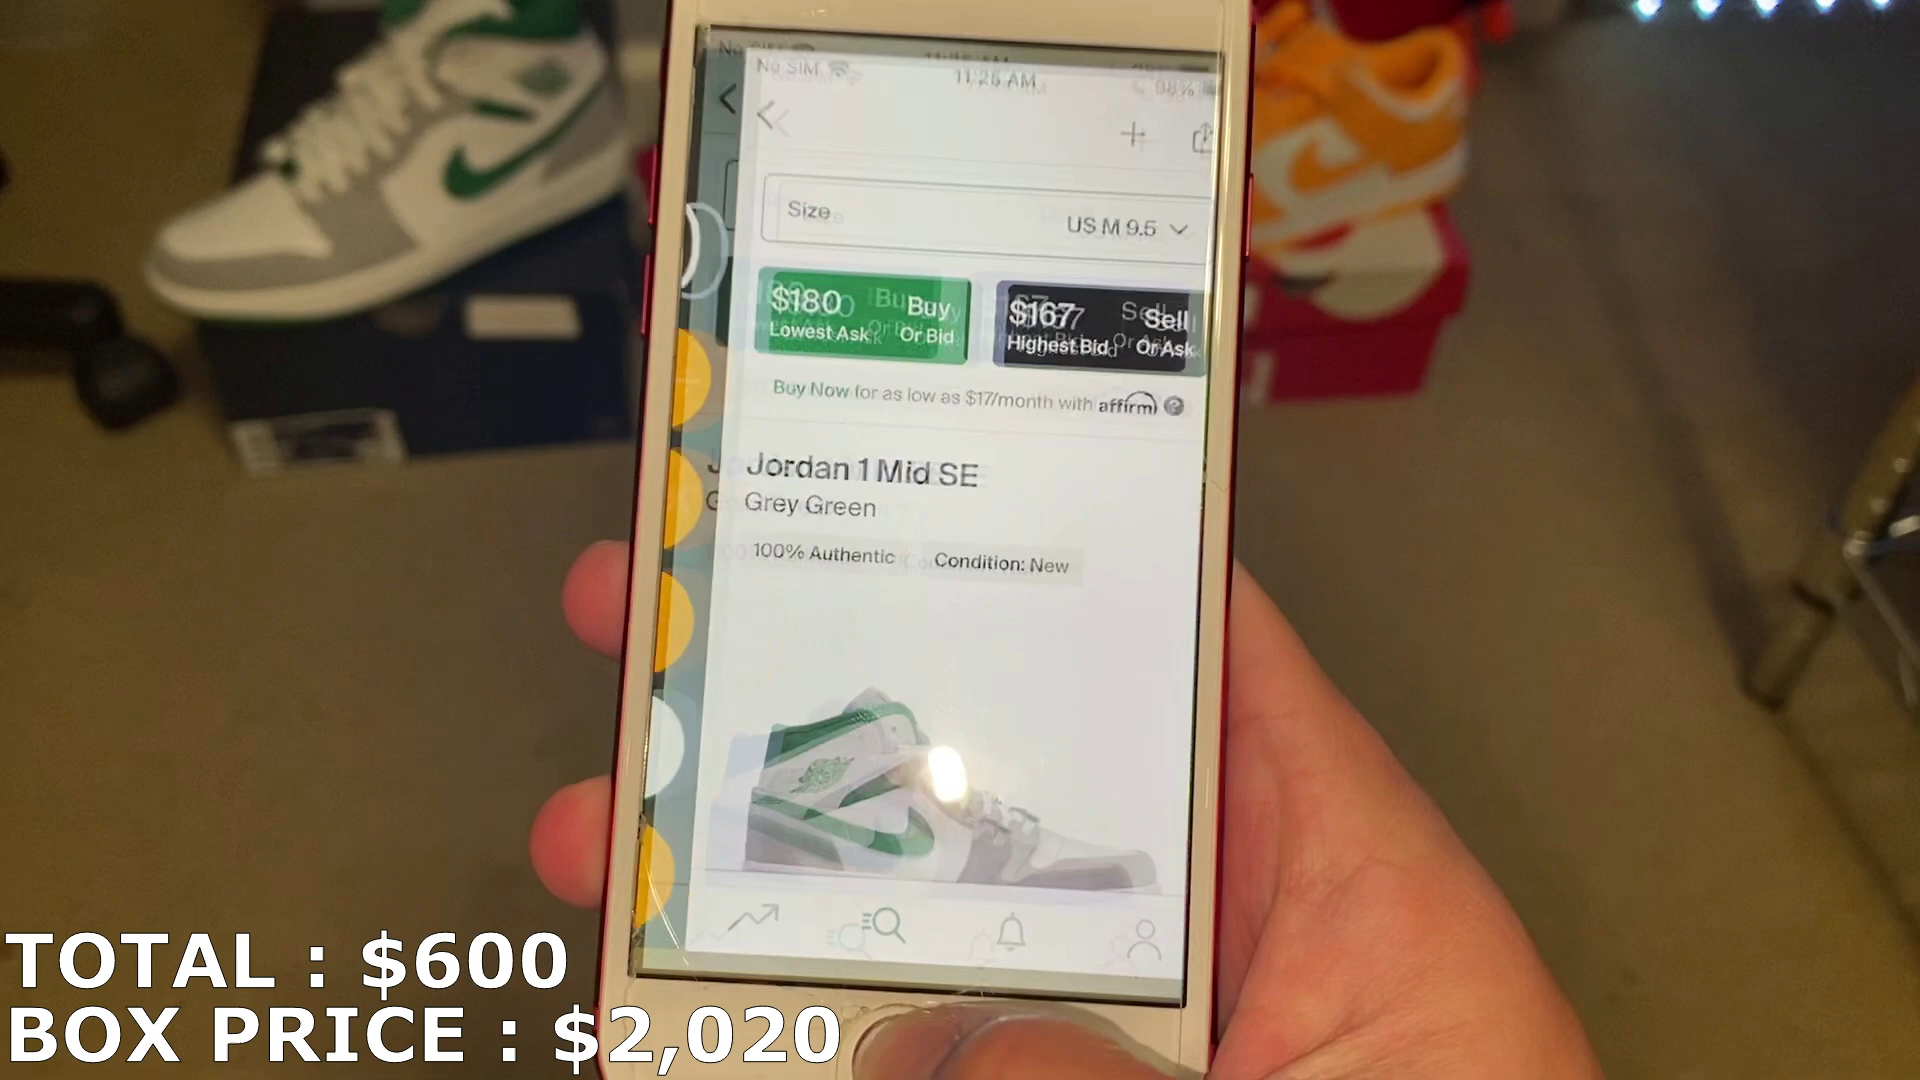 No SIM 11:26 AM 98%
Size US M 9.5
$180 Buy
Lowest Ask Or Bid
$167 Sell
Highest Bid Or Ask
Buy Now for as low as $17/month with affirm
Jordan 1 Mid SE
Grey Green
100% Authentic Condition: New
TOTAL : $600
BOX PRICE : $2,020